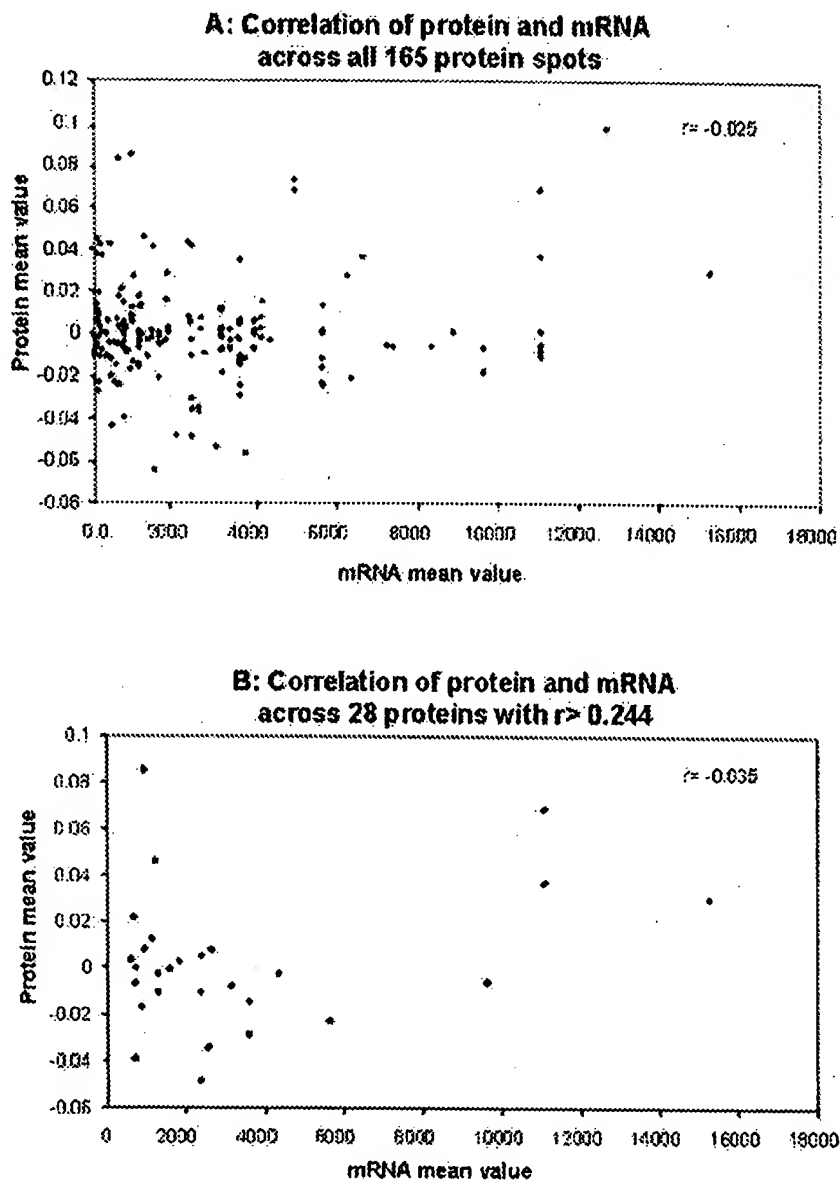 A: Correlation of protein and mRNA
across all 165 protein spots
0.12
0.1
0.08
0.06
0.04
0.02
0
-0.02
-0.04
-0.06
-0.06
r= -0.025
Protein mean value
0.0. 2000 4000 6000 8000 10000 12000 14000 16000 18000
mRNA mean value
B: Correlation of protein and mRNA
across 28 proteins with r> 0.244
0.1
0.08
0.06
0.04
0.02
0
-0.02
-0.04
-0.06
r= -0.035
Protein mean value
0 2000 4000 6000 8000 10000 12000 14000 16000 18000
mRNA mean value